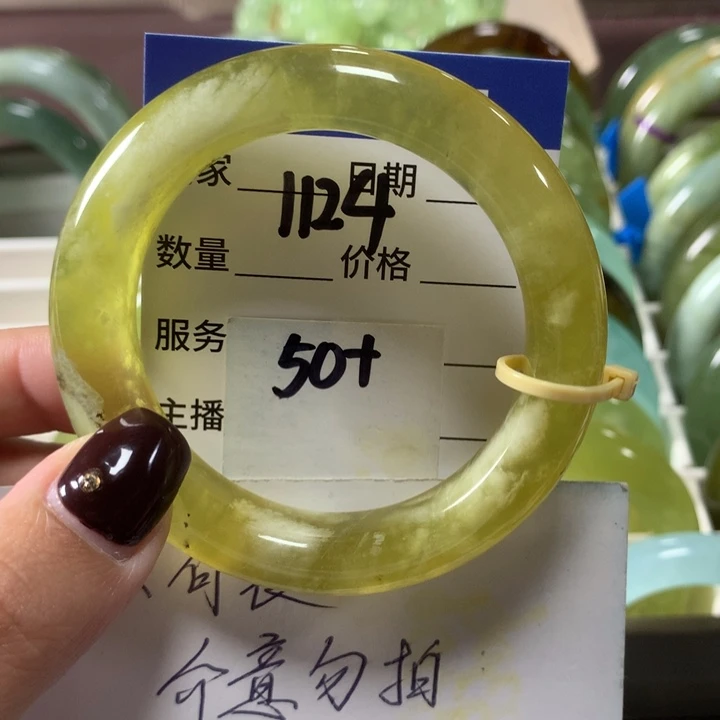 家 日期
1124
数量 价格
服务
50+
主播
介意勿拍